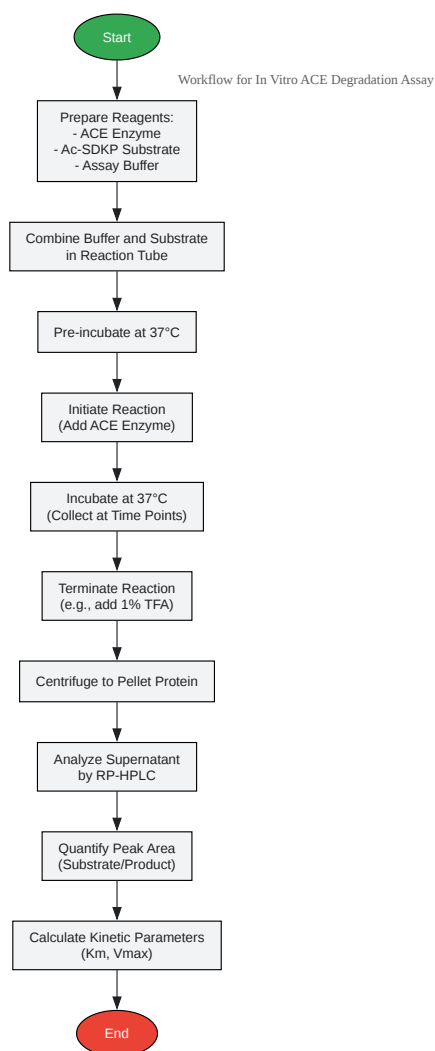 Start
Workflow for In Vitro ACE Degradation Assay
Prepare Reagents:
- ACE Enzyme
- Ac-SDKP Substrate
- Assay Buffer
Combine Buffer and Substrate
in Reaction Tube
Pre-incubate at 37°C
Initiate Reaction
(Add ACE Enzyme)
Incubate at 37°C
(Collect at Time Points)
Terminate Reaction
(e.g., add 1% TFA)
Centrifuge to Pellet Protein
Analyze Supernatant
by RP-HPLC
Quantify Peak Area
(Substrate/Product)
Calculate Kinetic Parameters
(Km, Vmax)
End